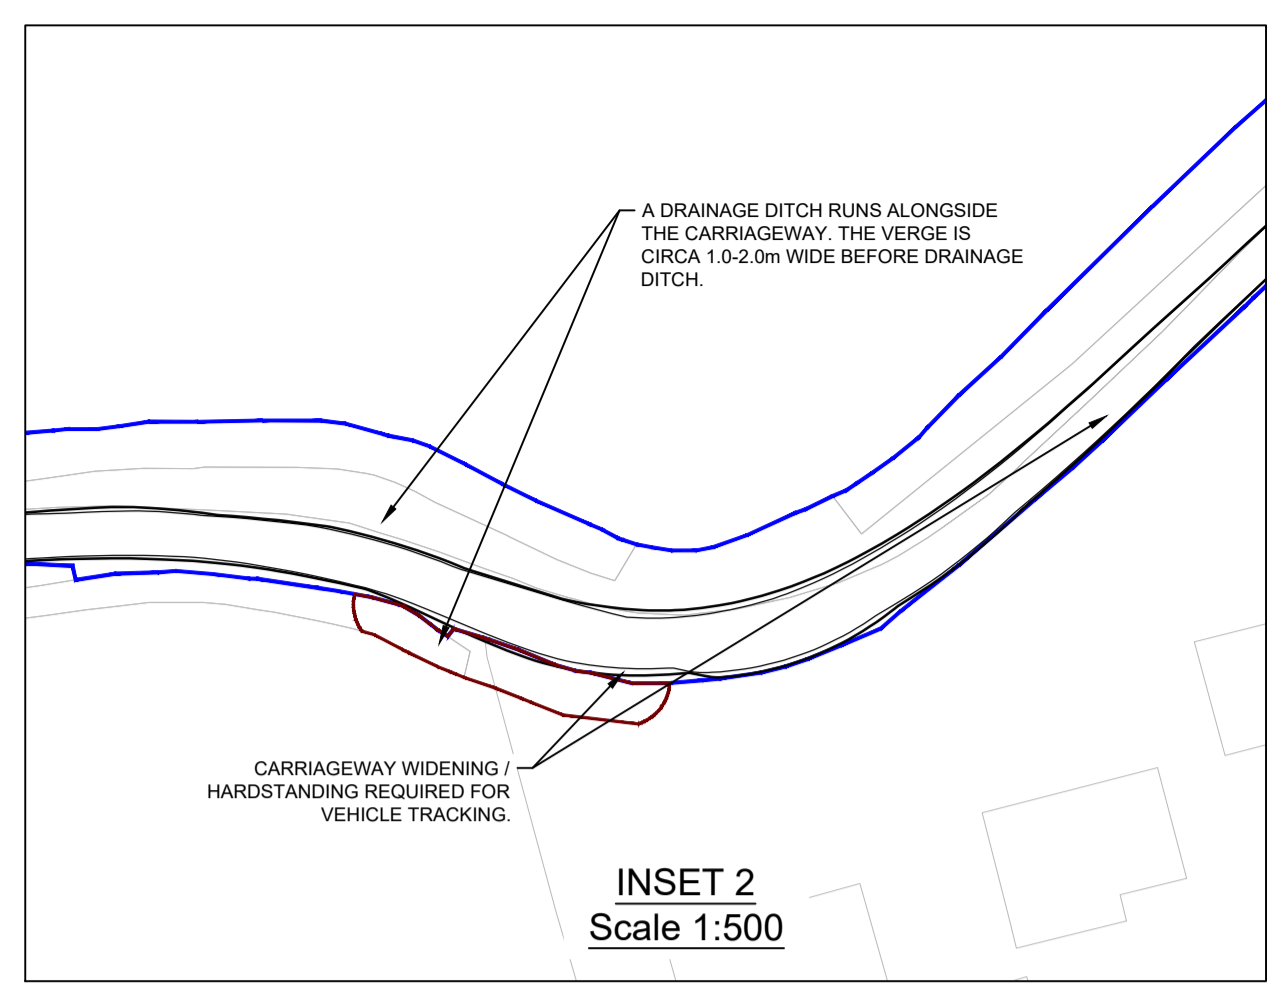 A DRAINAGE DITCH RUNS ALONGSIDE
THE CARRIAGEWAY. THE VERGE IS
CIRCA 1.0-2.0m WIDE BEFORE DRAINAGE
DITCH.
CARRIAGEWAY WIDENING /
HARDSTANDING REQUIRED FOR
VEHICLE TRACKING.
INSET 2
Scale 1:500